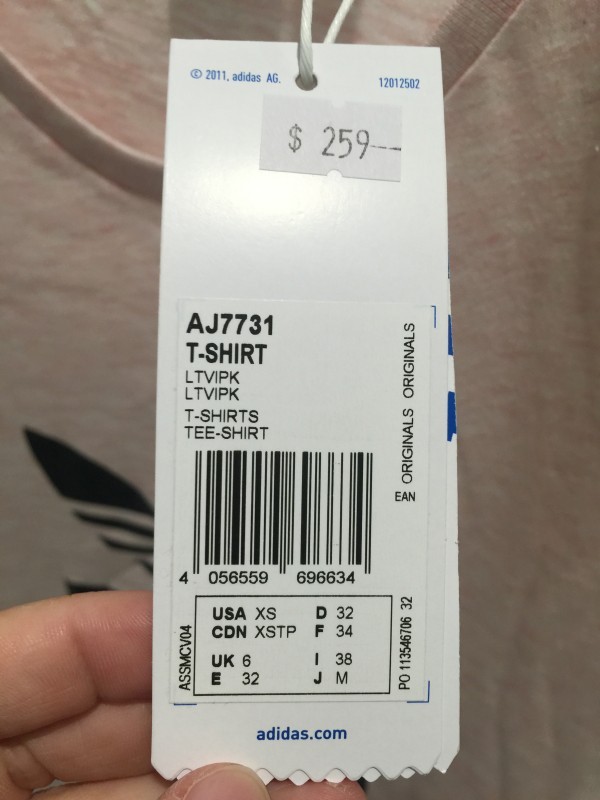 © 2011, adidas AG.
12012502
$ 259--
AJ7731
T-SHIRT
LTVIPK
LTVIPK
T-SHIRTS
TEE-SHIRT
ORIGINALS ORIGINALS
EAN
4 056559 696634
ASSMCV04
USA XS D 32
CDN XSTP F 34
UK 6 I 38
E 32 J M
PO 113546706 32
adidas.com